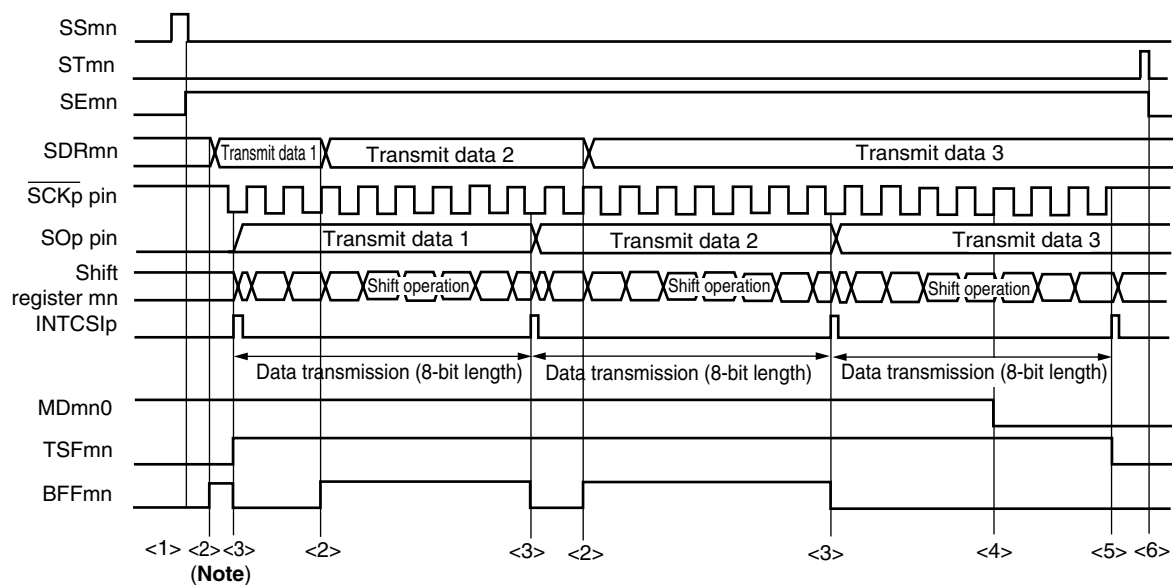 SSmn
STmn
SEmn
SDRmn
Transmit data 1
Transmit data 2
Transmit data 3
SCKp pin
SOp pin
Transmit data 1
Transmit data 2
Transmit data 3
Shift
register mn
Shift operation
Shift operation
Shift operation
INTCSIp
Data transmission (8-bit length)
Data transmission (8-bit length)
Data transmission (8-bit length)
MDmn0
TSFmn
BFFmn
<1> <2> <3> <2> <3> <2> <3> <4> <5> <6>
(Note)